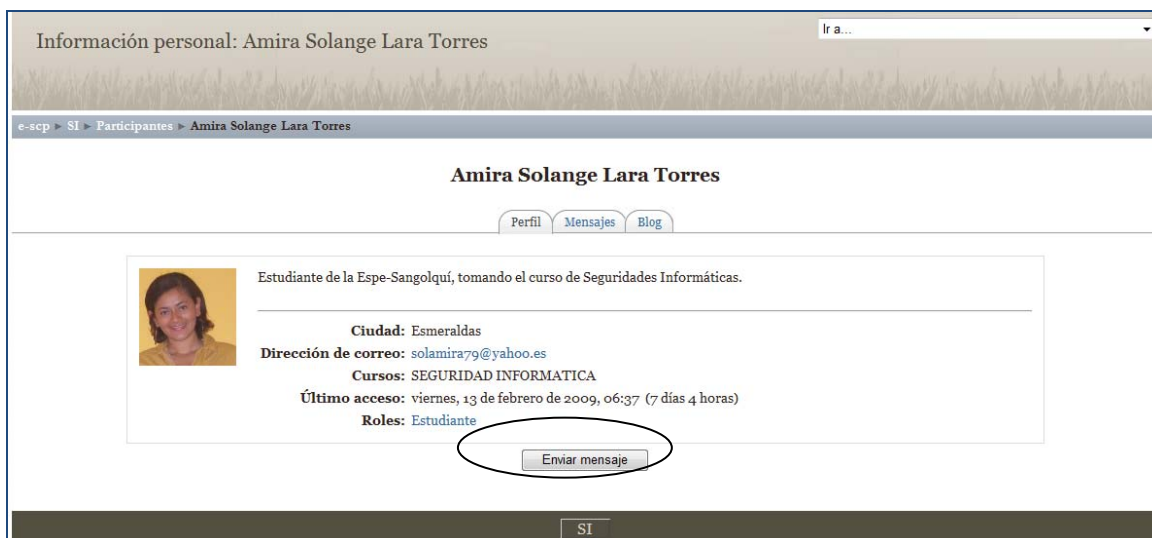 Información personal: Amira Solange Lara Torres
Ir a...
e-scp ► SI ► Participantes ► Amira Solange Lara Torres
Amira Solange Lara Torres
Perfil Mensajes Blog
Estudiante de la Espe-Sangolquí, tomando el curso de Seguridades Informáticas.
Ciudad: Esmeraldas
Dirección de correo: solamira79@yahoo.es
Cursos: SEGURIDAD INFORMATICA
Último acceso: viernes, 13 de febrero de 2009, 06:37 (7 días 4 horas)
Roles: Estudiante
Enviar mensaje
SI